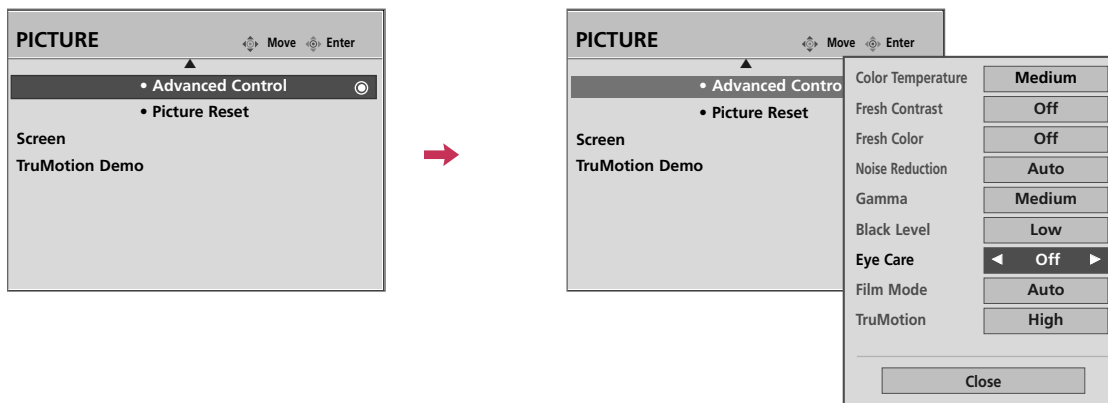 PICTURE
Move Enter
• Advanced Control
• Picture Reset
Screen
TruMotion Demo
PICTURE
Move Enter
• Advanced Contro
• Picture Reset
Screen
TruMotion Demo
Color Temperature Medium
Fresh Contrast Off
Fresh Color Off
Noise Reduction Auto
Gamma Medium
Black Level Low
Eye Care Off
Film Mode Auto
TruMotion High
Close